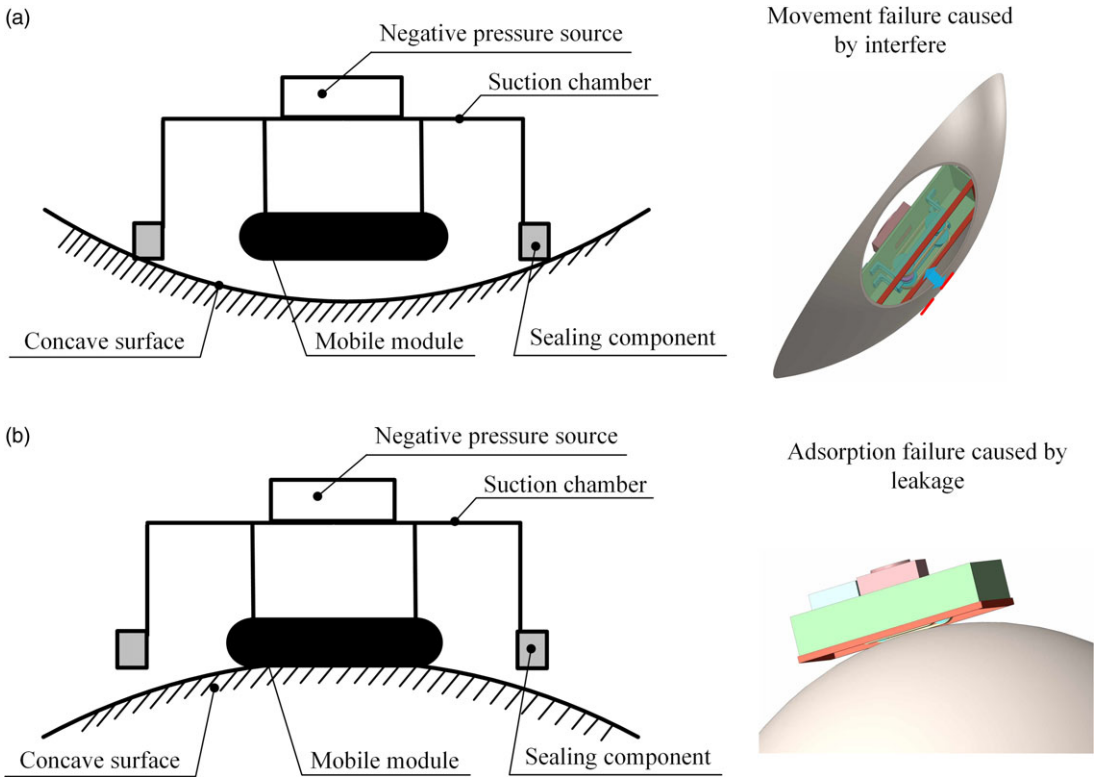 (a)
Negative pressure source
Suction chamber
Concave surface
Mobile module
Sealing component
Movement failure caused
by interfere
(b)
Negative pressure source
Suction chamber
Concave surface
Mobile module
Sealing component
Adsorption failure caused by
leakage